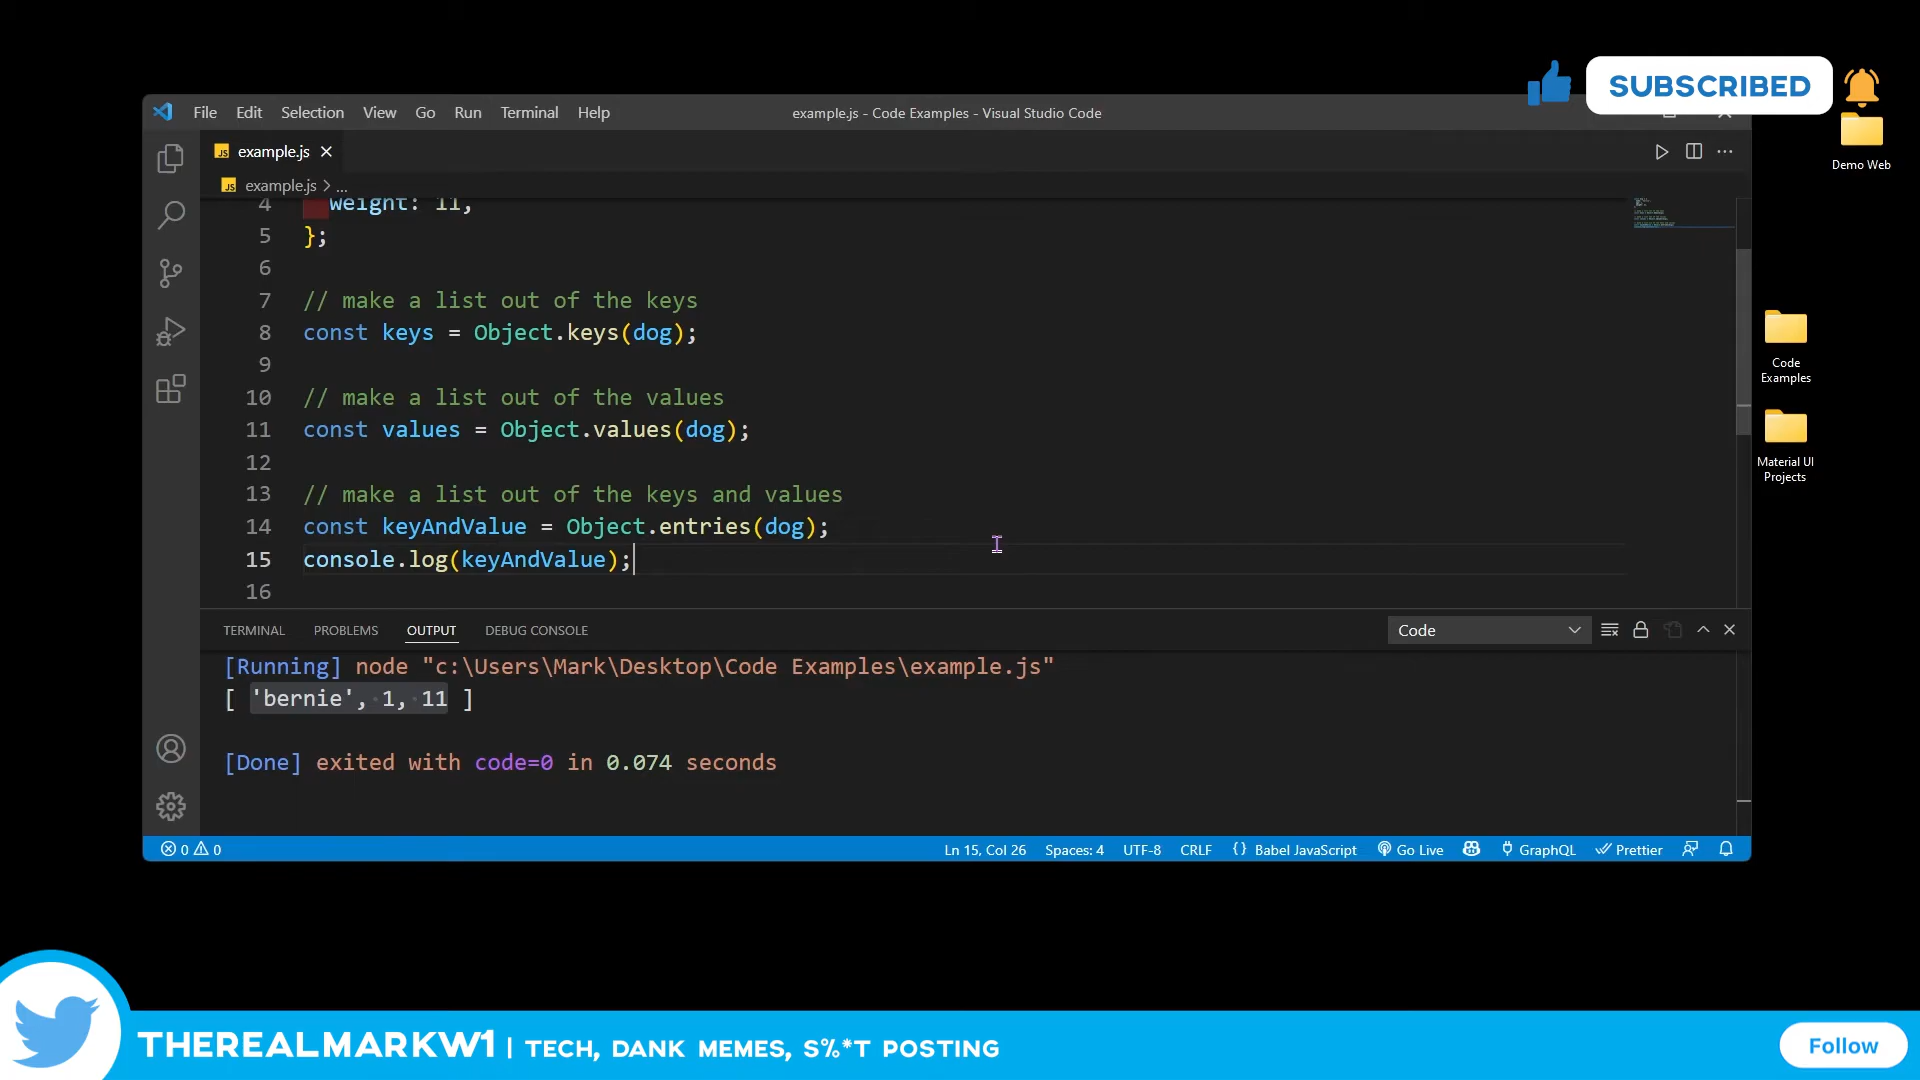 SUBSCRIBED
File Edit Selection View Go Run Terminal Help
example.js - Code Examples - Visual Studio Code
Demo Web
JS example.js
JS example.js > ...
4 weight: 11,
5 };
6
7 // make a list out of the keys
8 const keys = Object.keys(dog);
9
10 // make a list out of the values
11 const values = Object.values(dog);
12
13 // make a list out of the keys and values
14 const keyAndValue = Object.entries(dog);
15 console.log(keyAndValue);
16
Code
Examples
Material UI
Projects
TERMINAL PROBLEMS OUTPUT DEBUG CONSOLE
Code
[Running] node "c:\Users\Mark\Desktop\Code Examples\example.js"
[ 'bernie', 1, 11 ]
[Done] exited with code=0 in 0.074 seconds
0 0
Ln 15, Col 26 Spaces: 4 UTF-8 CRLF {} Babel JavaScript Go Live GraphQL Prettier
THEREALMARKW1 | TECH, DANK MEMES, S%*T POSTING
Follow